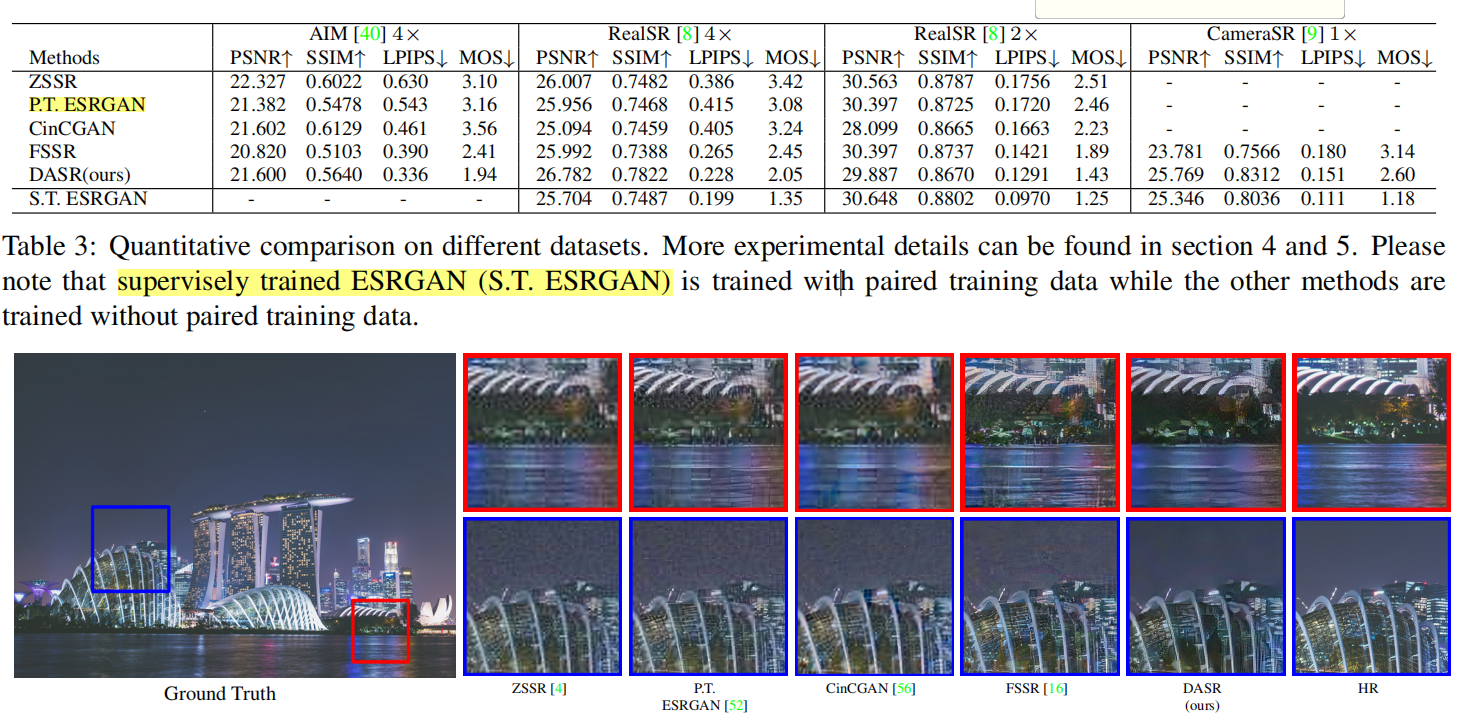 AIM [40] 4× RealSR [8] 4× RealSR [8] 2× CameraSR [9] 1×
Methods PSNR↑ SSIM↑ LPIPS↓ MOS↓ PSNR↑ SSIM↑ LPIPS↓ MOS↓ PSNR↑ SSIM↑ LPIPS↓ MOS↓ PSNR↑ SSIM↑ LPIPS↓ MOS↓
ZSSR 22.327 0.6022 0.630 3.10 26.007 0.7482 0.386 3.42 30.563 0.8787 0.1756 2.51 - - - -
P.T. ESRGAN 21.382 0.5478 0.543 3.16 25.956 0.7468 0.415 3.08 30.397 0.8725 0.1720 2.46 - - - -
CinCGAN 21.602 0.6129 0.461 3.56 25.094 0.7459 0.405 3.24 28.099 0.8665 0.1663 2.23 - - - -
FSSR 20.820 0.5103 0.390 2.41 25.992 0.7388 0.265 2.45 30.397 0.8737 0.1421 1.89 23.781 0.7566 0.180 3.14
DASR(ours) 21.600 0.5640 0.336 1.94 26.782 0.7822 0.228 2.05 29.887 0.8670 0.1291 1.43 25.769 0.8312 0.151 2.60
S.T. ESRGAN - - - - 25.704 0.7487 0.199 1.35 30.648 0.8802 0.0970 1.25 25.346 0.8036 0.111 1.18
Table 3: Quantitative comparison on different datasets. More experimental details can be found in section 4 and 5. Please
note that supervisely trained ESRGAN (S.T. ESRGAN) is trained with paired training data while the other methods are
trained without paired training data.
Ground Truth
ZSSR [4]
P.T.
ESRGAN [52]
CinCGAN [56]
FSSR [16]
DASR
(ours)
HR